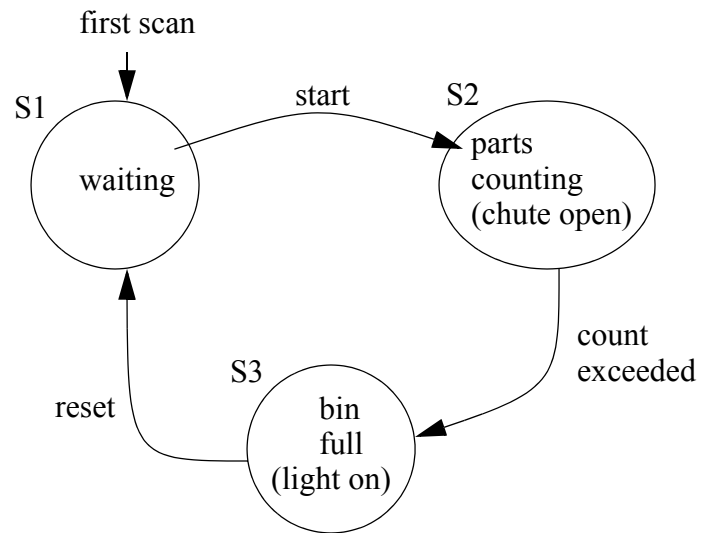 first scan
S1
start
S2
waiting
parts
counting
(chute open)
count
exceeded
S3
reset
bin
full
(light on)